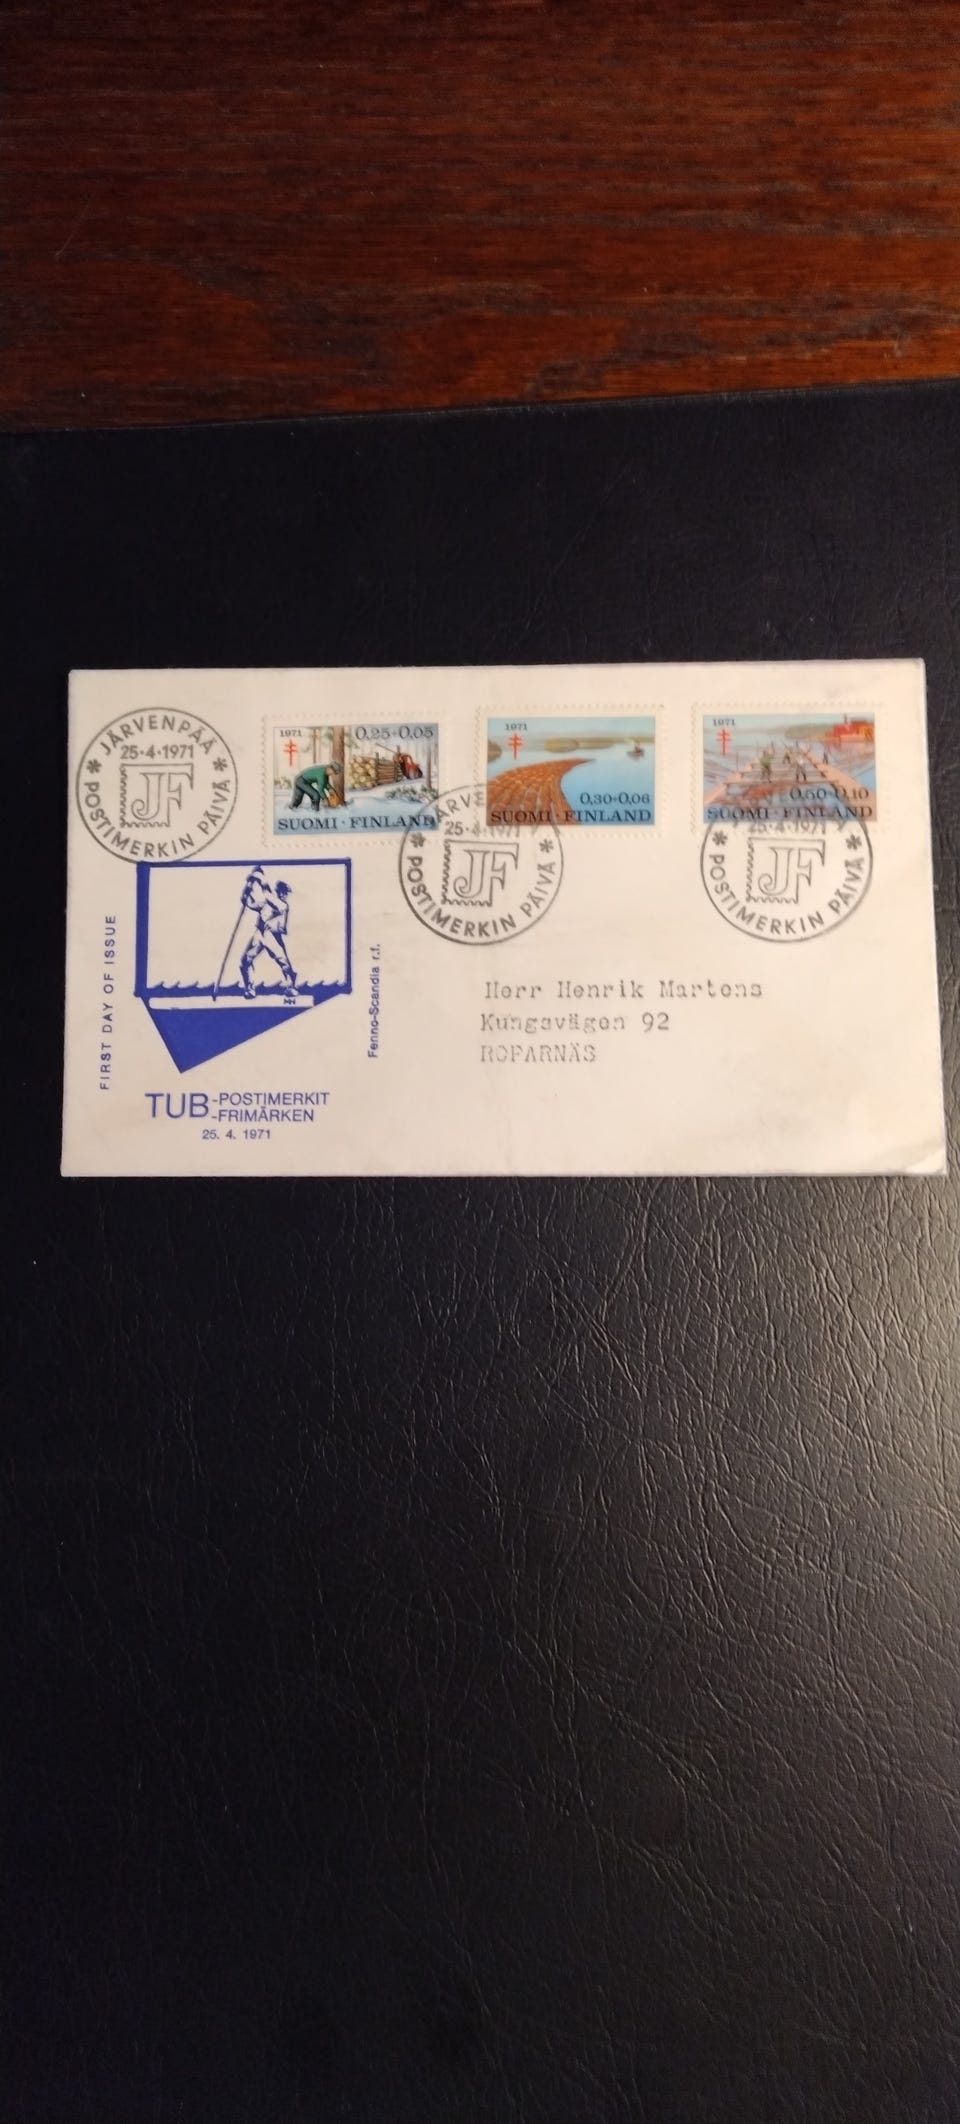 JÄRVENPÄÄ
25.4.1971
JF
* POSTIMERKIN PÄIVÄ *
1971 0,25+0,05
SUOMI·FINLAND
1971
0,30+0,06
SUOMI·FINLAND
1971
0,50+0,10
SUOMI·FINLAND
JÄRV
25.4.1971
JF
* POSTIMERKIN PÄIVÄ *
25.4.1971
JF
* POSTIMERKIN PÄIVÄ *
FIRST DAY OF ISSUE
Fenno-Scandia r.t.
Herr Henrik Martens
Kungsvägen 92
ROPARNÄS
TUB-POSTIMERKIT
-FRIMÄRKEN
25. 4. 1971